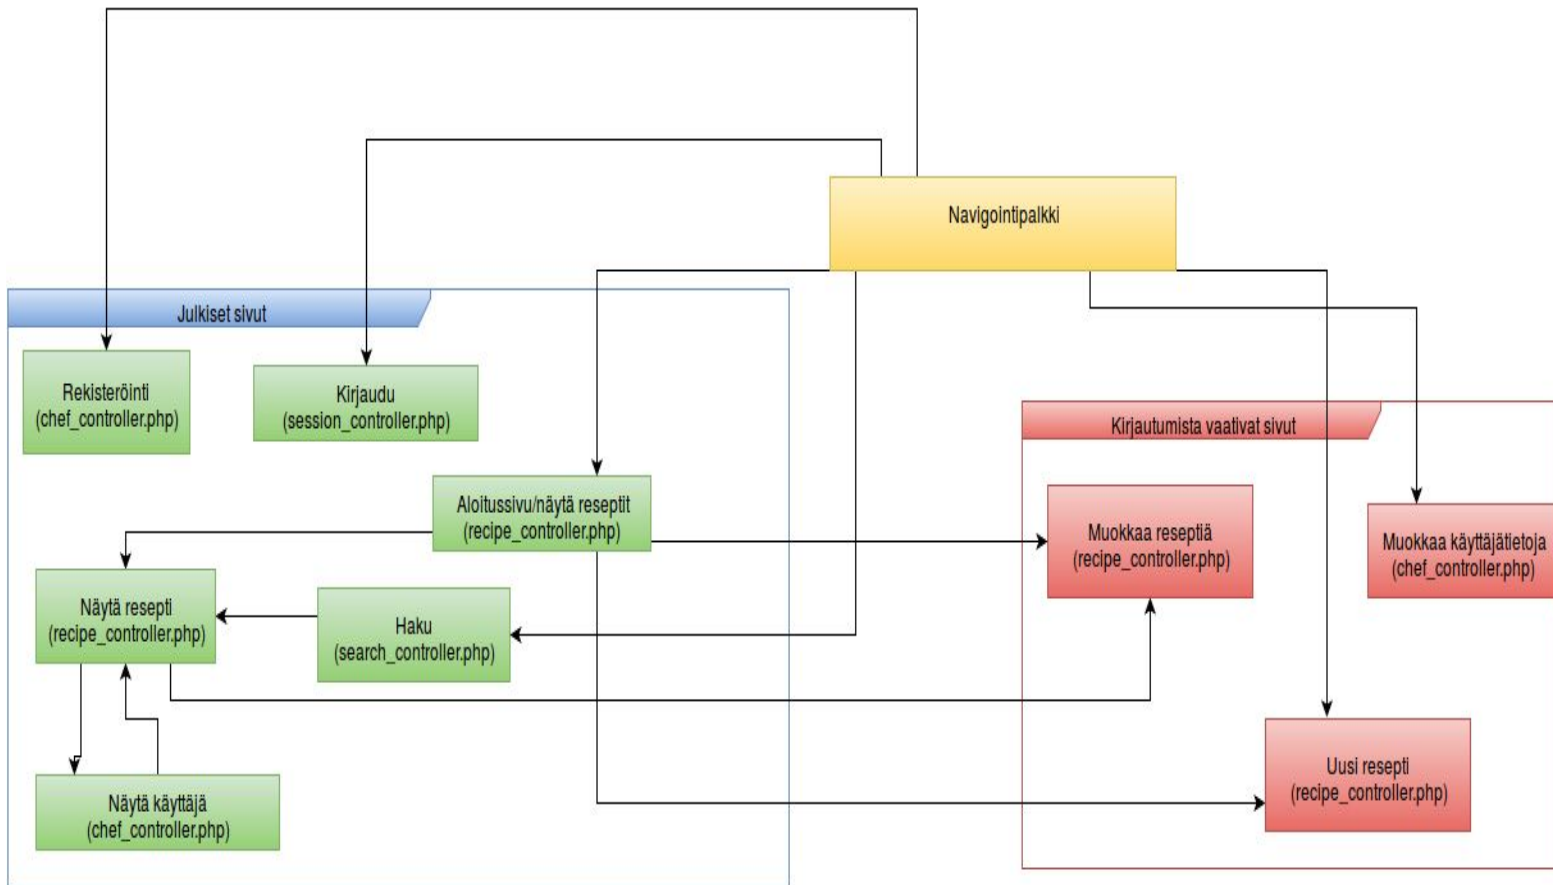 Navigointipalkki
Julkiset sivut
Rekisteröinti
(chef_controller.php)
Kirjaudu
(session_controller.php)
Aloitussivu/näytä reseptit
(recipe_controller.php)
Näytä resepti
(recipe_controller.php)
Haku
(search_controller.php)
Näytä käyttäjä
(chef_controller.php)
Kirjautumista vaativat sivut
Muokkaa reseptiä
(recipe_controller.php)
Muokkaa käyttäjätietoja
(chef_controller.php)
Uusi resepti
(recipe_controller.php)